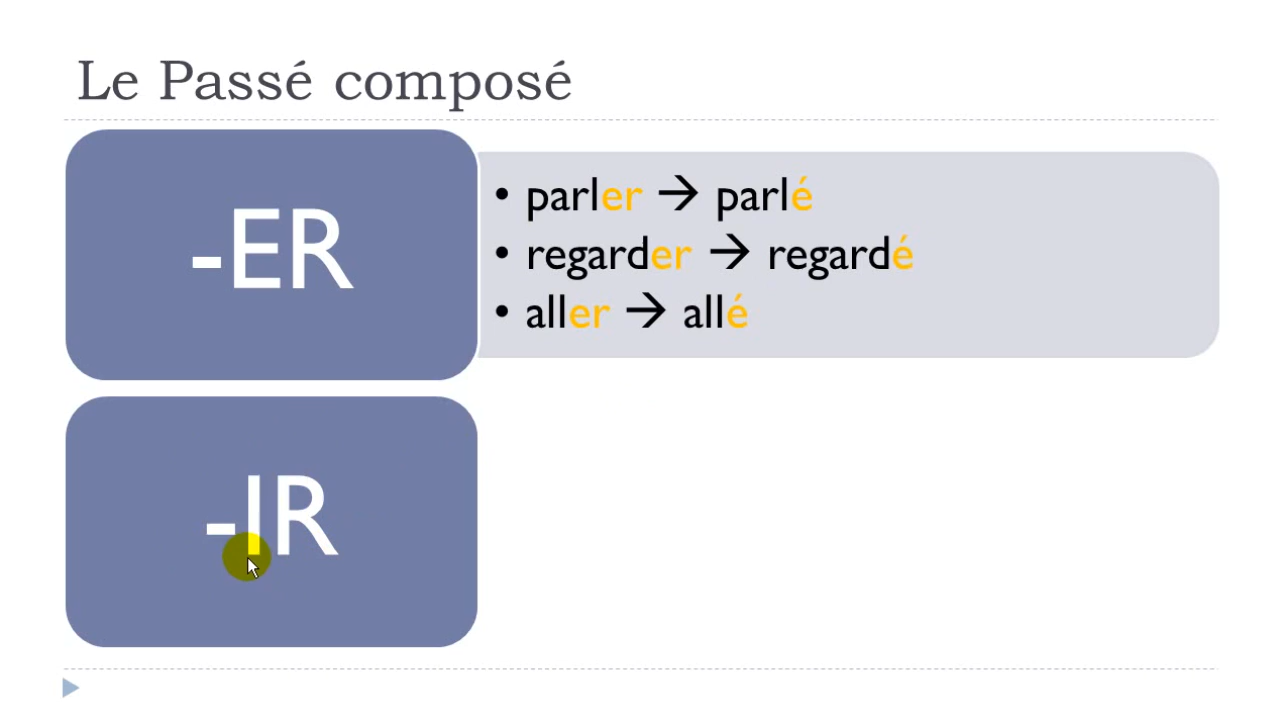 Le Passé composé
-ER
• parler → parlé
• regarder → regardé
• aller → allé
-IR